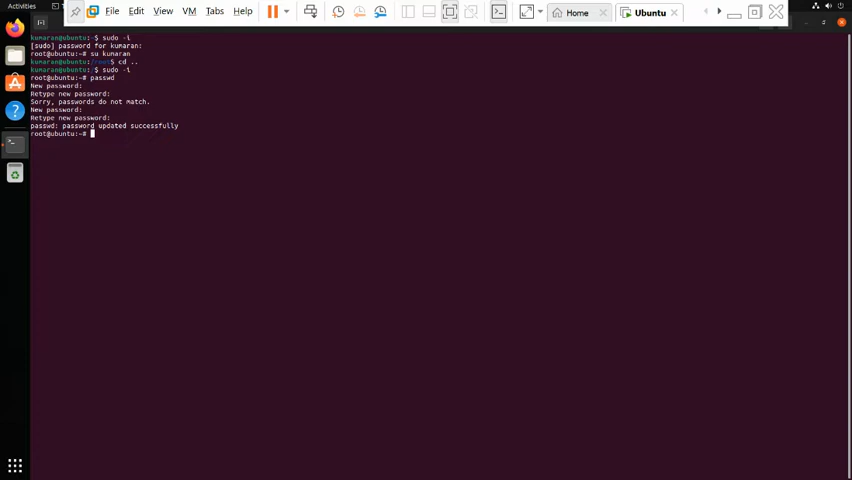 Activities
File Edit View VM Tabs Help Home Ubuntu
kumaran@ubuntu:~$ sudo -i
[sudo] password for kumaran:
root@ubuntu:~# su kumaran
kumaran@ubuntu:/root$ cd ..
kumaran@ubuntu:/$ sudo -i
root@ubuntu:~# passwd
New password:
Retype new password:
Sorry, passwords do not match.
New password:
Retype new password:
passwd: password updated successfully
root@ubuntu:~#